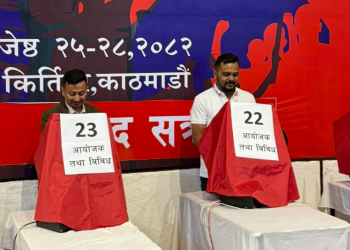 जेष्ठ २५-२८,२०८२
काठमाडौं
द सत्र
23
आयोजक
तथा विविध
22
आयोजक
तथा विविध